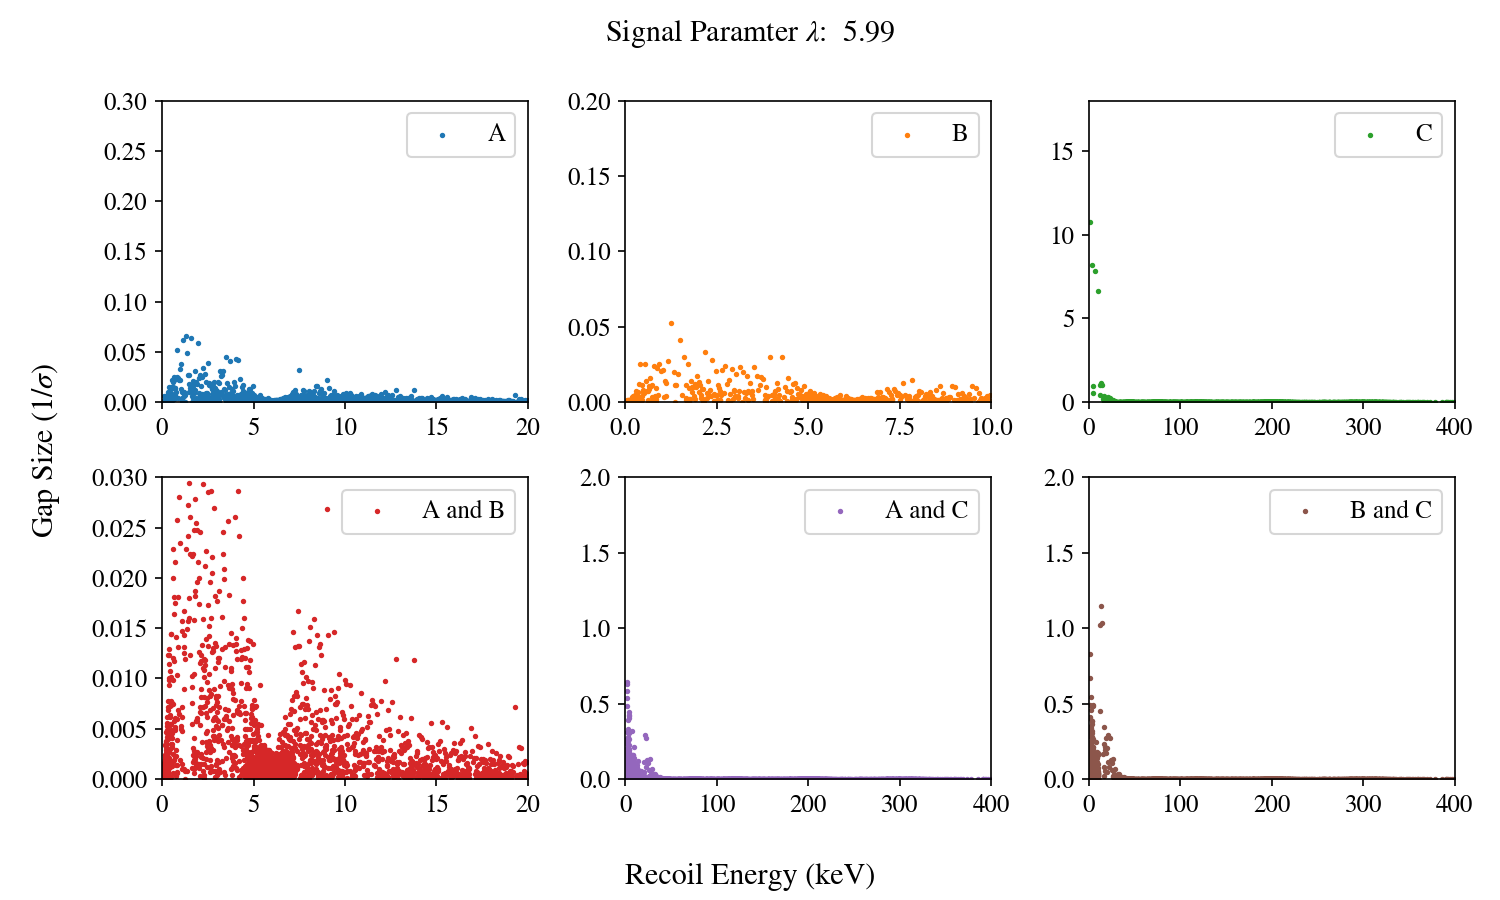 Signal Paramter λ: 5.99
0.30
0.25
0.20
0.15
0.10
0.05
0.00
0 5 10 15 20
A
0.20
0.15
0.10
0.05
0.00
0.0 2.5 5.0 7.5 10.0
B
15
10
5
0
0 100 200 300 400
C
Gap Size (1/σ)
0.030
0.025
0.020
0.015
0.010
0.005
0.000
0 5 10 15 20
A and B
2.0
1.5
1.0
0.5
0.0
0 100 200 300 400
A and C
2.0
1.5
1.0
0.5
0.0
0 100 200 300 400
B and C
Recoil Energy (keV)